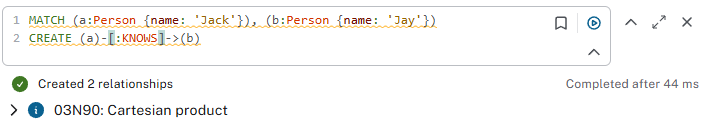 1 MATCH (a:Person {name: 'Jack'}), (b:Person {name: 'Jay'})
2 CREATE (a)-[:KNOWS]->(b)
Created 2 relationships Completed after 44 ms
03N90: Cartesian product